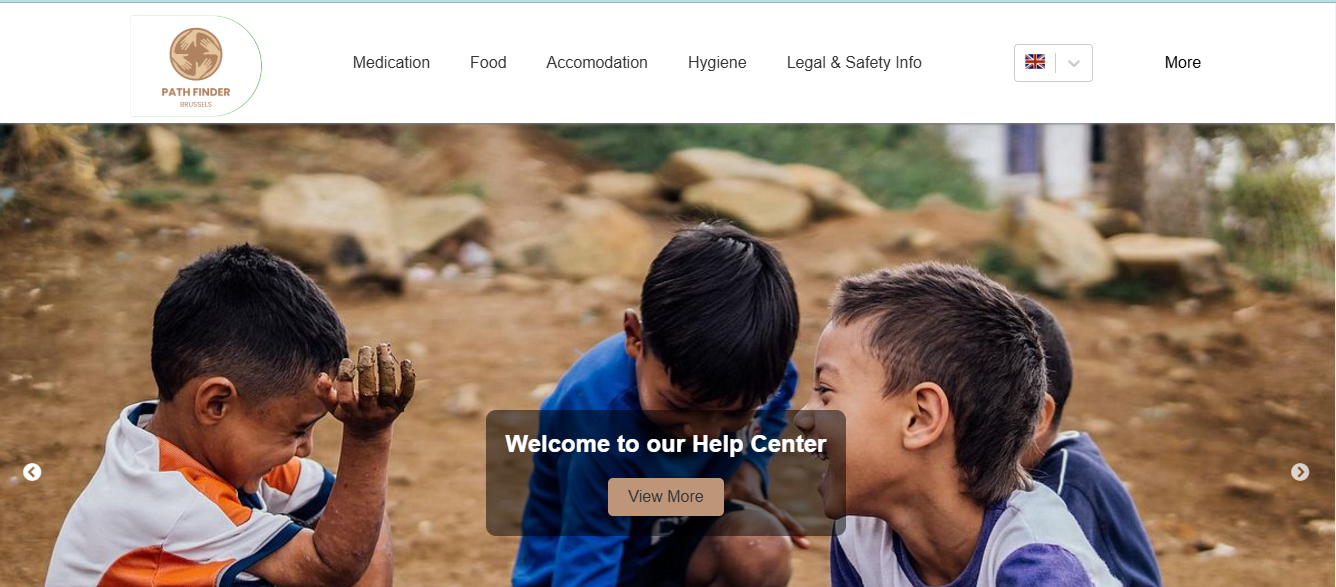 PATH FINDER
BRUSSELS
Medication
Food
Accomodation
Hygiene
Legal & Safety Info
More
Welcome to our Help Center
View More